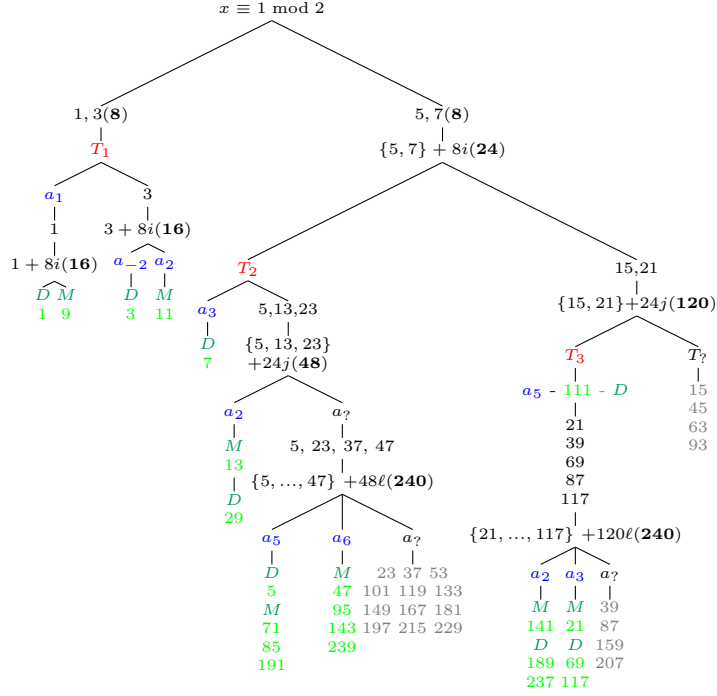 x ≡ 1 mod 2
1, 3(8)
5, 7(8)
T1
{5, 7} + 8i(24)
a1
3
1
3 + 8i(16)
1 + 8i(16)
a−2 a2
D M
D M
1 9
3 11
T2
15,21
{15, 21}+24j(120)
a3
5,13,23
D
{5, 13, 23}
7
+24j(48)
T3
T?
a5 - 111 - D
15
45
63
93
a2
a?
21
M
5, 23, 37, 47
39
13
69
D
{5, ..., 47} +48ℓ(240)
87
29
117
{21, ..., 117} +120ℓ(240)
a5
a6
a?
D
M
23 37 53
5
47
101 119 133
M
95
149 167 181
71
143
197 215 229
85
239
191
a2 a3 a?
M M 39
141 21 87
D D 159
189 69 207
237 117